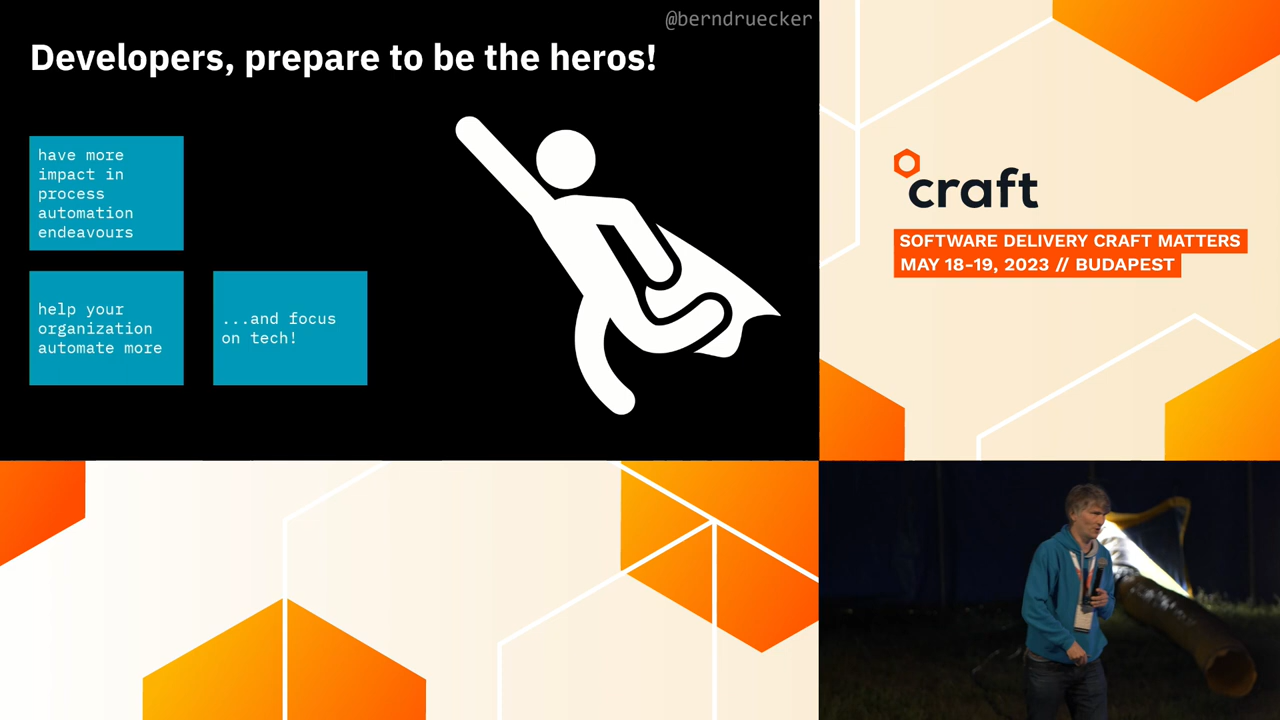 @berndruecker
Developers, prepare to be the heros!
have more
impact in
process
automation
endeavours
help your
organization
automate more
...and focus
on tech!
craft
SOFTWARE DELIVERY CRAFT MATTERS
MAY 18-19, 2023 // BUDAPEST